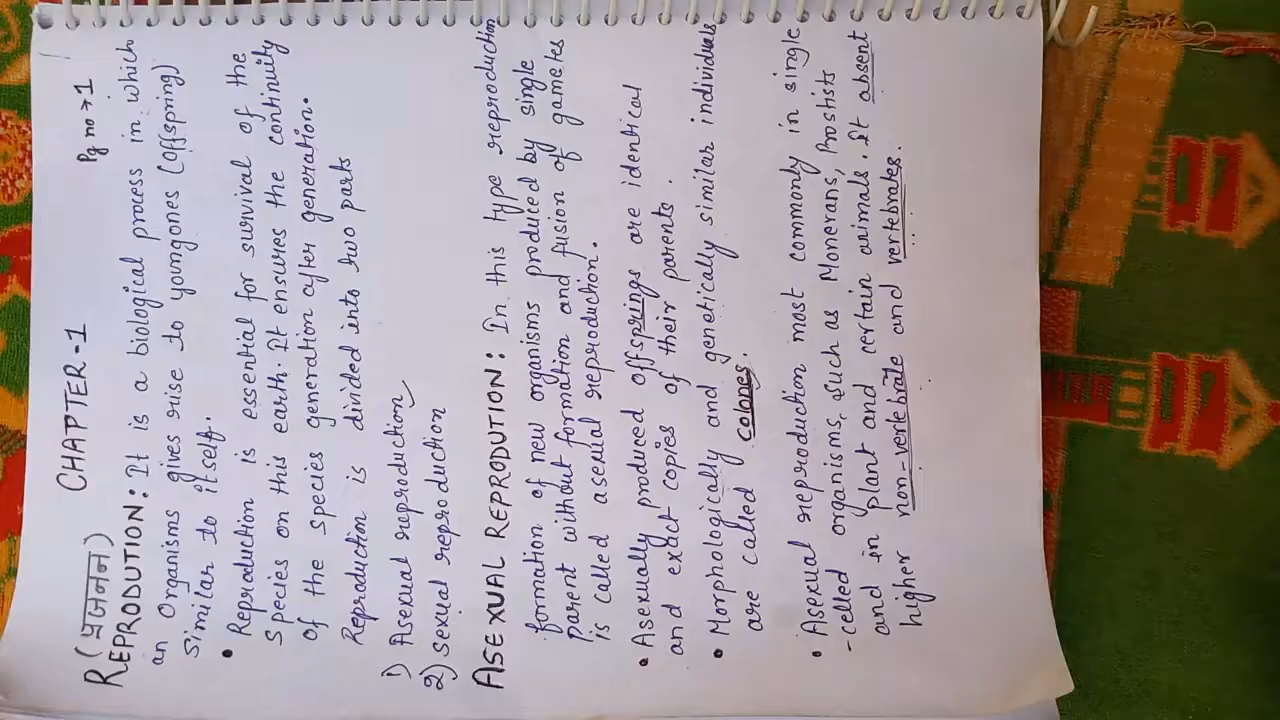 CHAPTER-1 Pg no→1
R(प्रजनन)
REPRODUTION: It is a biological process in which
an Organisms gives rise to youngones (offspring)
Similar to itself.
• Reproduction is essential for survival of the
Species on this earth. It ensures the continuity
of the species generation after generation.
Reproduction is divided into two parts
1) Asexual reproduction
2) sexual reproduction
ASEXUAL REPRODUTION: In this type reproduction
formation of new organisms produced by single
parent without formation and fusion of gametes
is called asexual reproduction.
• Asexually produced offsprings are identical
and exact copies of their parents.
• Morphologically and genetically similar individuals
are called colones.
• Asexual reproduction most commonly in single
-celled organisms, such as Monerans, Prostists
and in plant and certain animals. It absent
higher non-vertebrate and vertebrates.